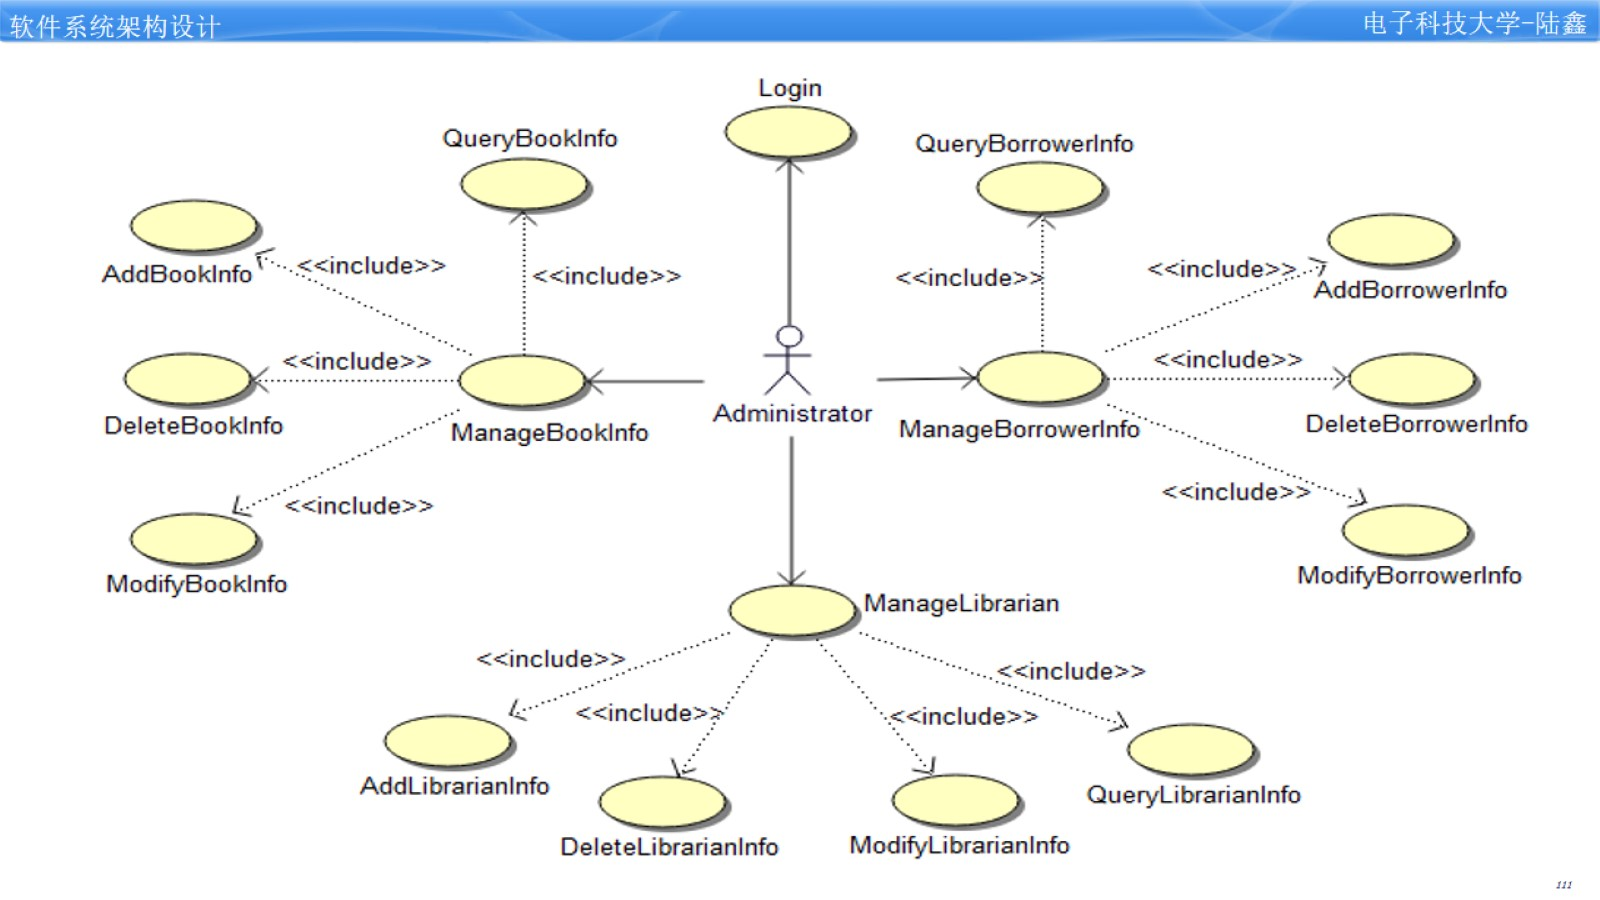 软件系统架构设计
电子科技大学-陆鑫
Login
QueryBookInfo
QueryBorrowerInfo
AddBookInfo
<<include>>
<<include>>
<<include>>
<<include>>
AddBorrowerInfo
<<include>>
<<include>>
DeleteBookInfo
ManageBookInfo
Administrator
ManageBorrowerInfo
DeleteBorrowerInfo
<<include>>
<<include>>
ModifyBookInfo
ModifyBorrowerInfo
ManageLibrarian
<<include>>
<<include>>
<<include>>
<<include>>
AddLibrarianInfo
QueryLibrarianInfo
DeleteLibrarianInfo
ModifyLibrarianInfo
111